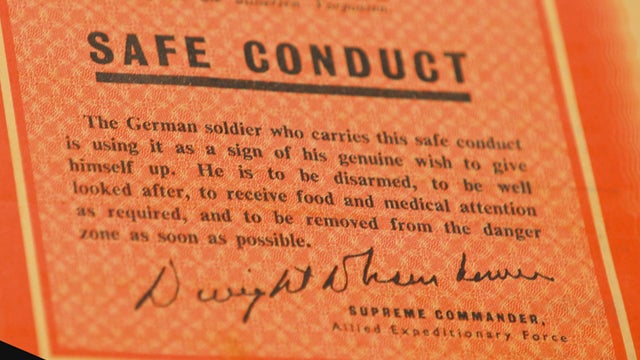 SAFE CONDUCT
The German soldier who carries this safe conduct
is using it as a sign of his genuine wish to give
himself up. He is to be disarmed, to be well
looked after, to receive food and medical attention
as required, and to be removed from the danger
zone as soon as possible.
Dwight D Eisenhower
SUPREME COMMANDER,
Allied Expeditionary Force